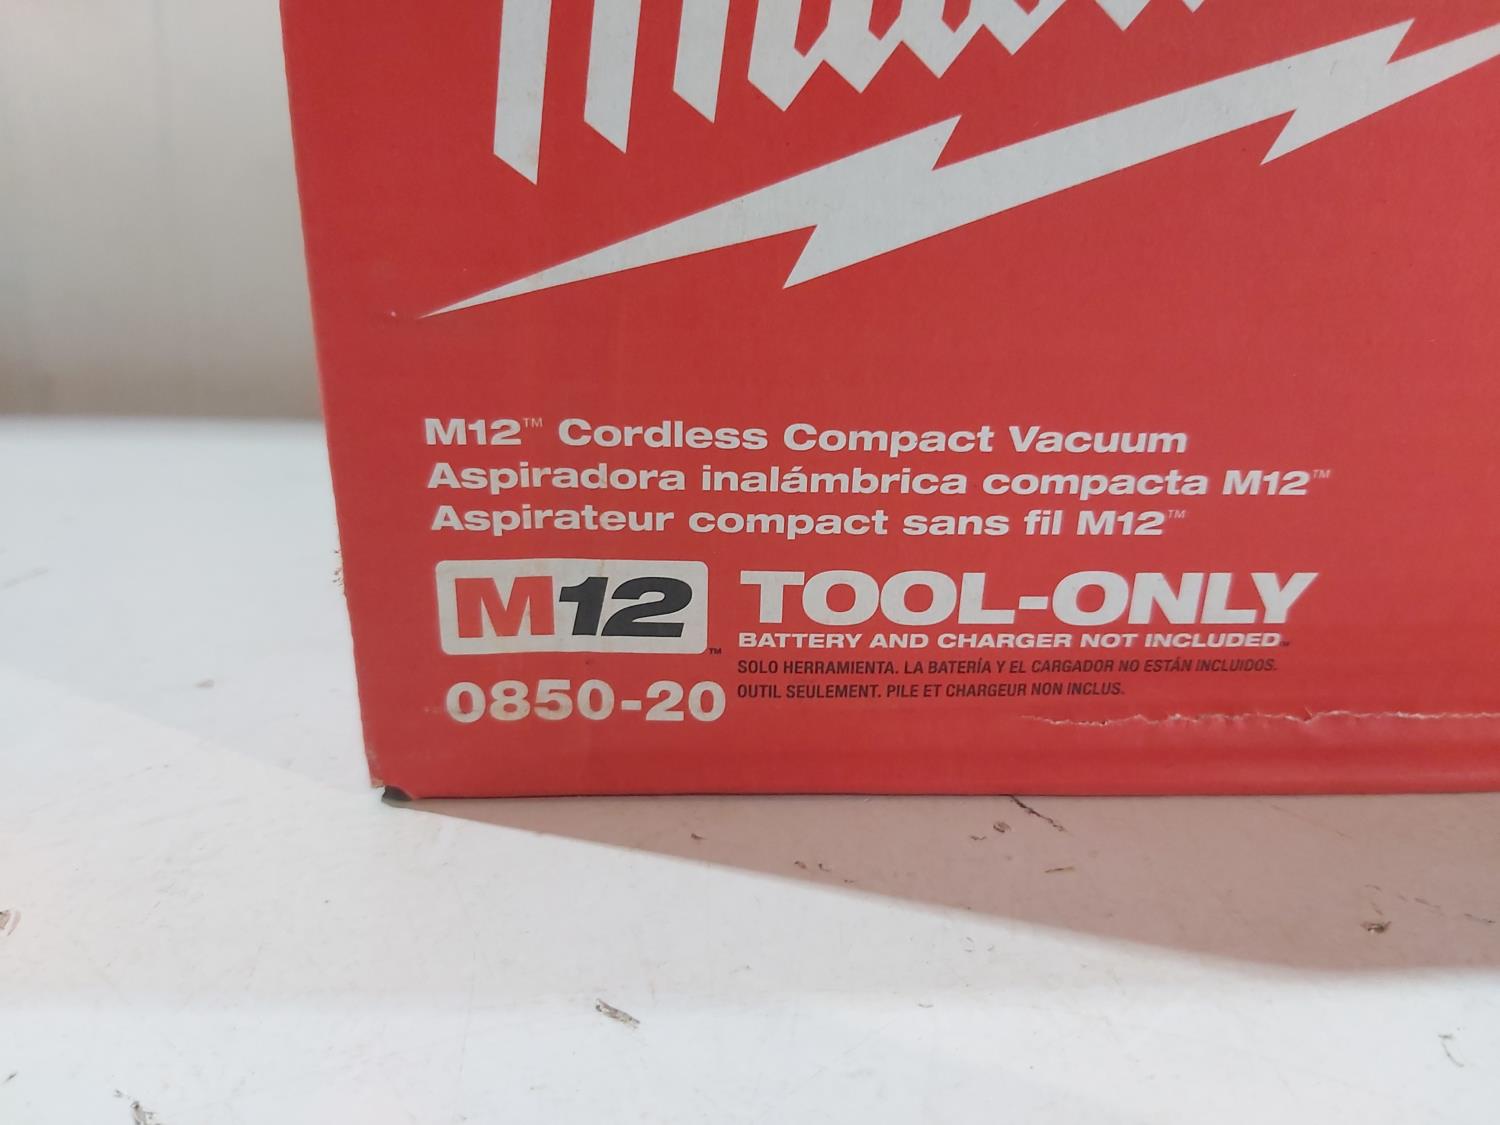 M12™ Cordless Compact Vacuum
Aspiradora inalámbrica compacta M12™
Aspirateur compact sans fil M12™
M12™ TOOL-ONLY
BATTERY AND CHARGER NOT INCLUDED
SOLO HERRAMIENTA. LA BATERÍA Y EL CARGADOR NO ESTÁN INCLUIDOS.
0850-20 OUTIL SEULEMENT. PILE ET CHARGEUR NON INCLUS.